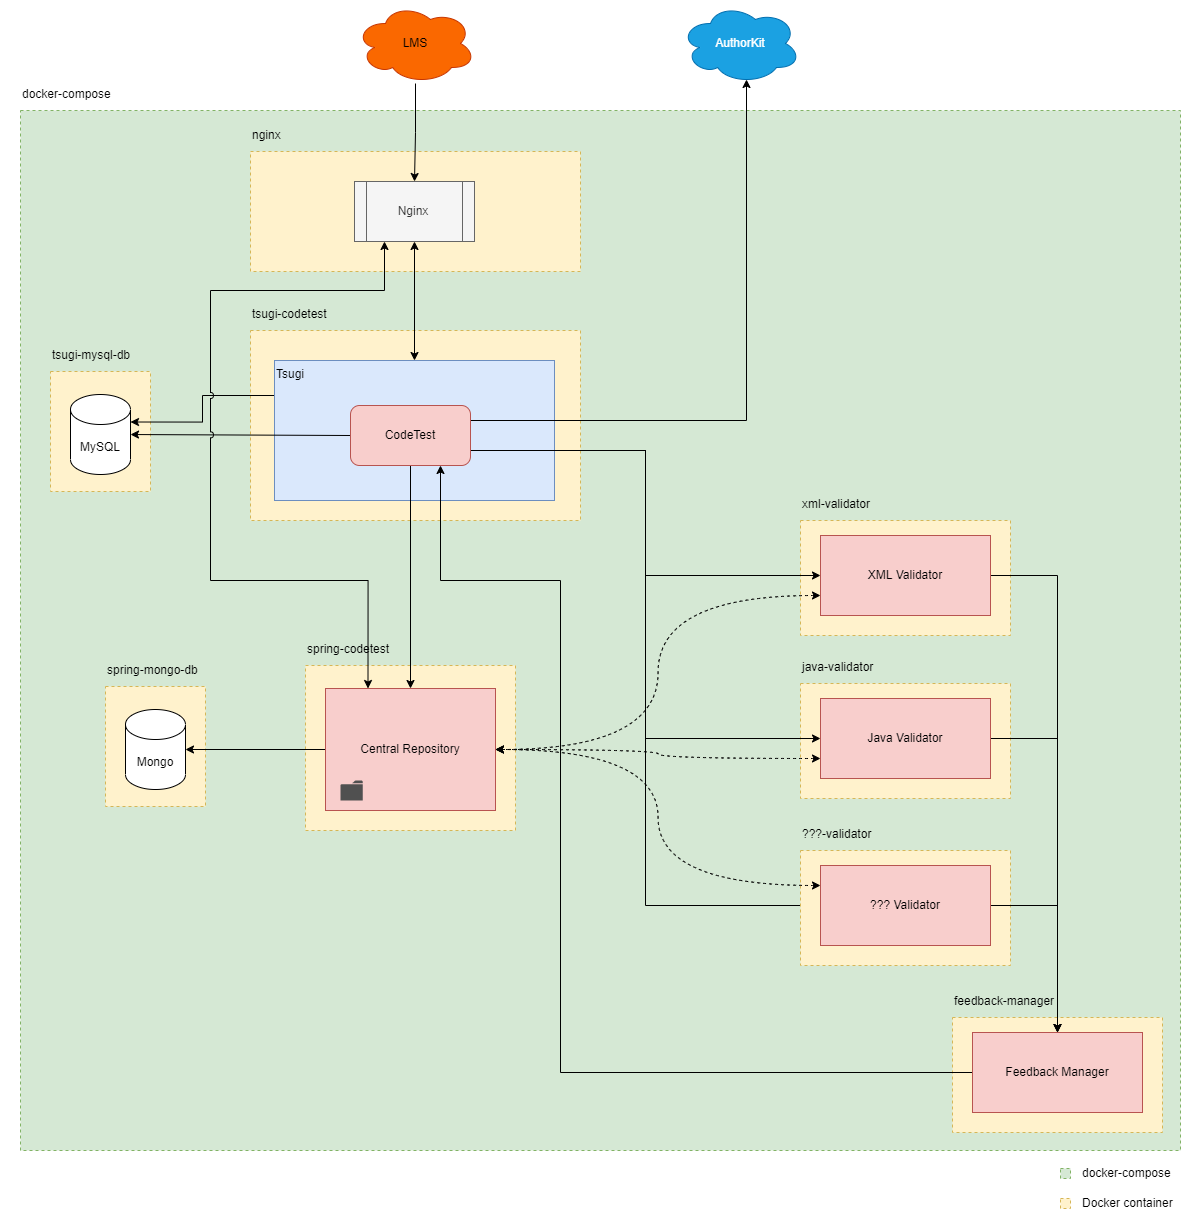 LMS
AuthorKit
docker-compose
nginx
Nginx
tsugi-codetest
tsugi-mysql-db
Tsugi
CodeTest
MySQL
xml-validator
XML Validator
spring-codetest
spring-mongo-db
java-validator
Central Repository
Java Validator
Mongo
???-validator
??? Validator
feedback-manager
Feedback Manager
docker-compose
Docker container